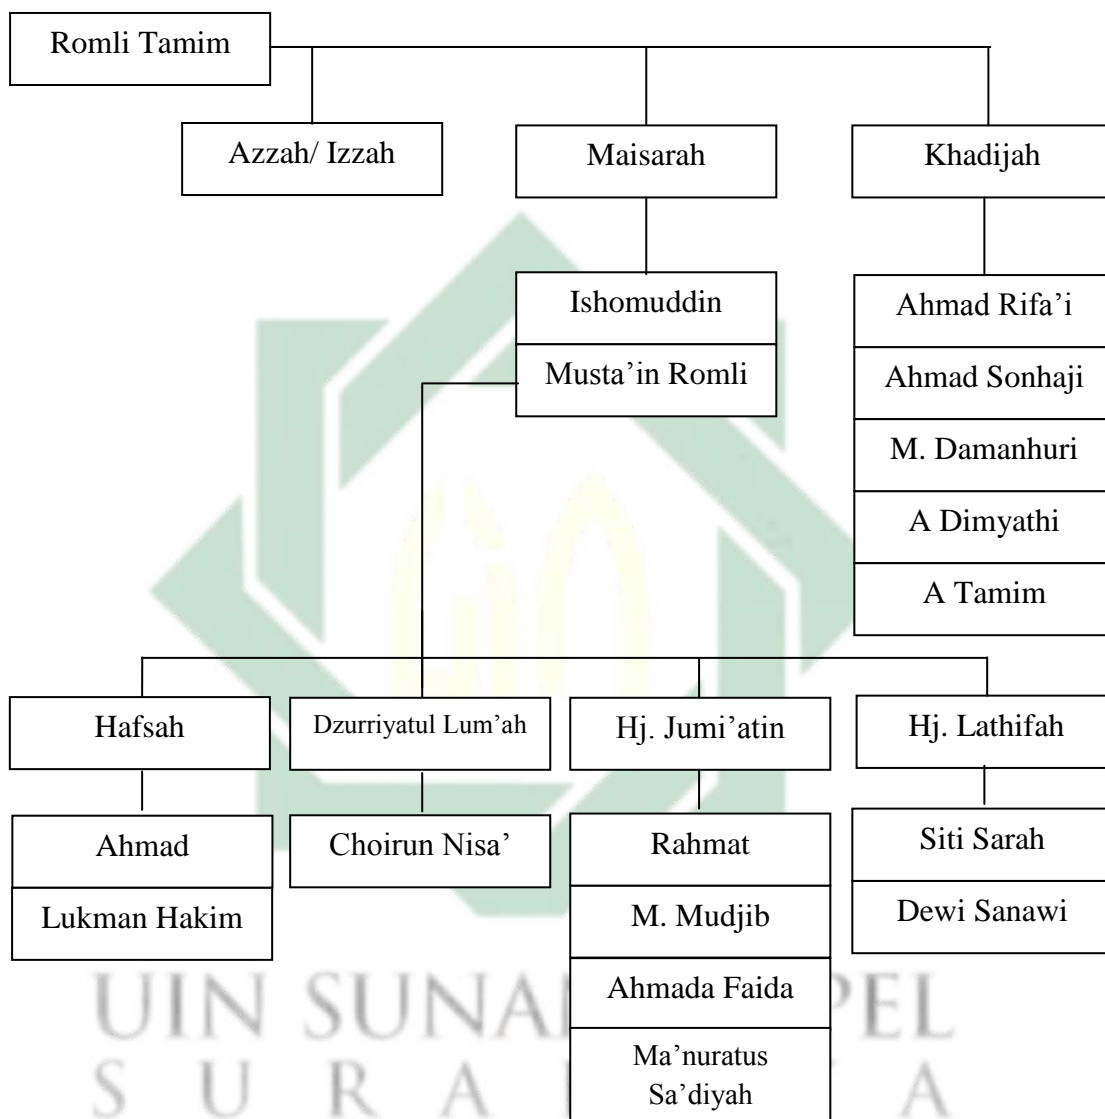 Romli Tamim
Azzah/ Izzah
Maisarah
Khadijah
Ishomuddin
Musta’in Romli
Ahmad Rifa’i
Ahmad Sonhaji
M. Damanhuri
A Dimyathi
A Tamim
Hafsah
Dzurriyatul Lum’ah
Hj. Jumi’atin
Hj. Lathifah
Ahmad
Lukman Hakim
Choirun Nisa’
Rahmat
M. Mudjib
Ahmada Faida
Ma’nuratus
Sa’diyah
Siti Sarah
Dewi Sanawi
UIN SUNA PEL
S U R A A